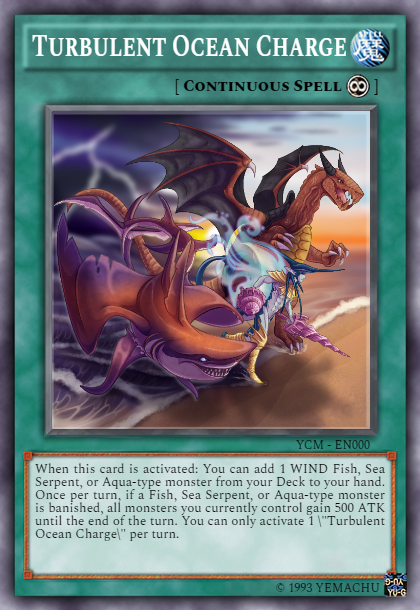 TURBULENT OCEAN CHARGE
[ CONTINUOUS SPELL ]
YCM - EN000
When this card is activated: You can add 1 WIND Fish, Sea
Serpent, or Aqua-type monster from your Deck to your hand.
Once per turn, if a Fish, Sea Serpent, or Aqua-type monster
is banished, all monsters you currently control gain 500 ATK
until the end of the turn. You can only activate 1 \"Turbulent
Ocean Charge\" per turn.
© 1993 YEMACHU